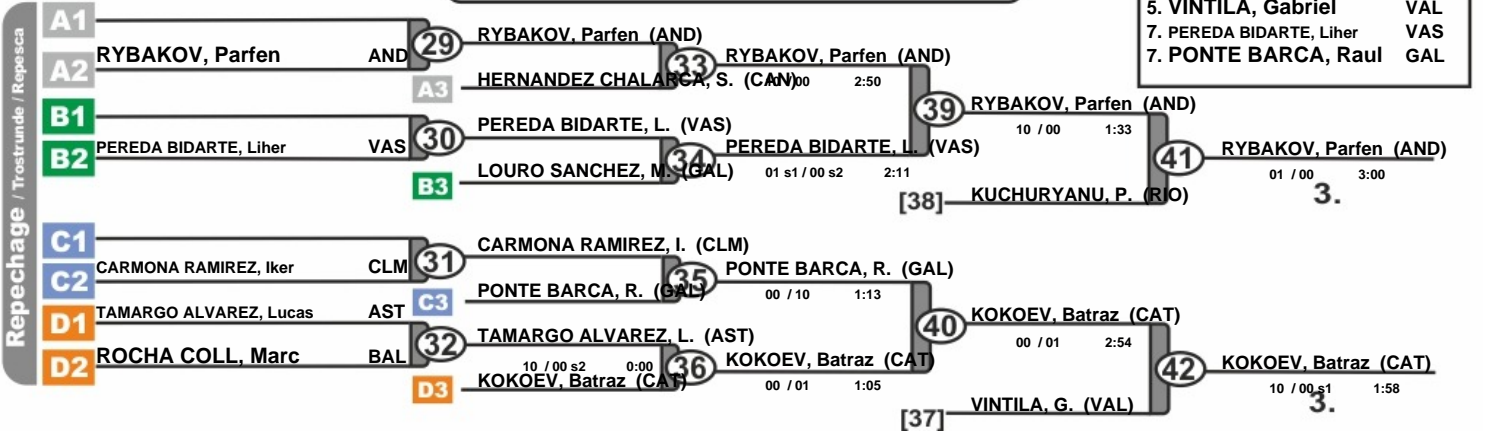 5. VINTILA, Gabriel VAL
7. PEREDA BIDARTE, Liher VAS
7. PONTE BARCA, Raul GAL
Repechage / Trostrunde / Repesca
A1
RYBAKOV, Parfen AND
A2
29
RYBAKOV, Parfen (AND)
A3
HERNANDEZ CHALARCA, S. (CAN)
33
RYBAKOV, Parfen (AND)
/00 2:50
B1
B2
PEREDA BIDARTE, Liher VAS
30
PEREDA BIDARTE, L. (VAS)
B3
LOURO SANCHEZ, M. (GAL)
34
PEREDA BIDARTE, L. (VAS)
01 s1 / 00 s2 2:11
39
RYBAKOV, Parfen (AND)
10 / 00 1:33
[38]
KUCHURYANU, P. (RIO)
41
RYBAKOV, Parfen (AND)
01 / 00 3:00
3.
C1
C2
CARMONA RAMIREZ, Iker CLM
31
CARMONA RAMIREZ, I. (CLM)
C3
PONTE BARCA, R. (GAL)
35
PONTE BARCA, R. (GAL)
00 / 10 1:13
D1
TAMARGO ALVAREZ, Lucas AST
D2
ROCHA COLL, Marc BAL
32
TAMARGO ALVAREZ, L. (AST)
10 / 00 s2 0:00
D3
KOKOEV, Batraz (CAT)
36
KOKOEV, Batraz (CAT)
00 / 01 1:05
40
KOKOEV, Batraz (CAT)
00 / 01 2:54
[37]
VINTILA, G. (VAL)
42
KOKOEV, Batraz (CAT)
10 / 00 s1 1:58
3.